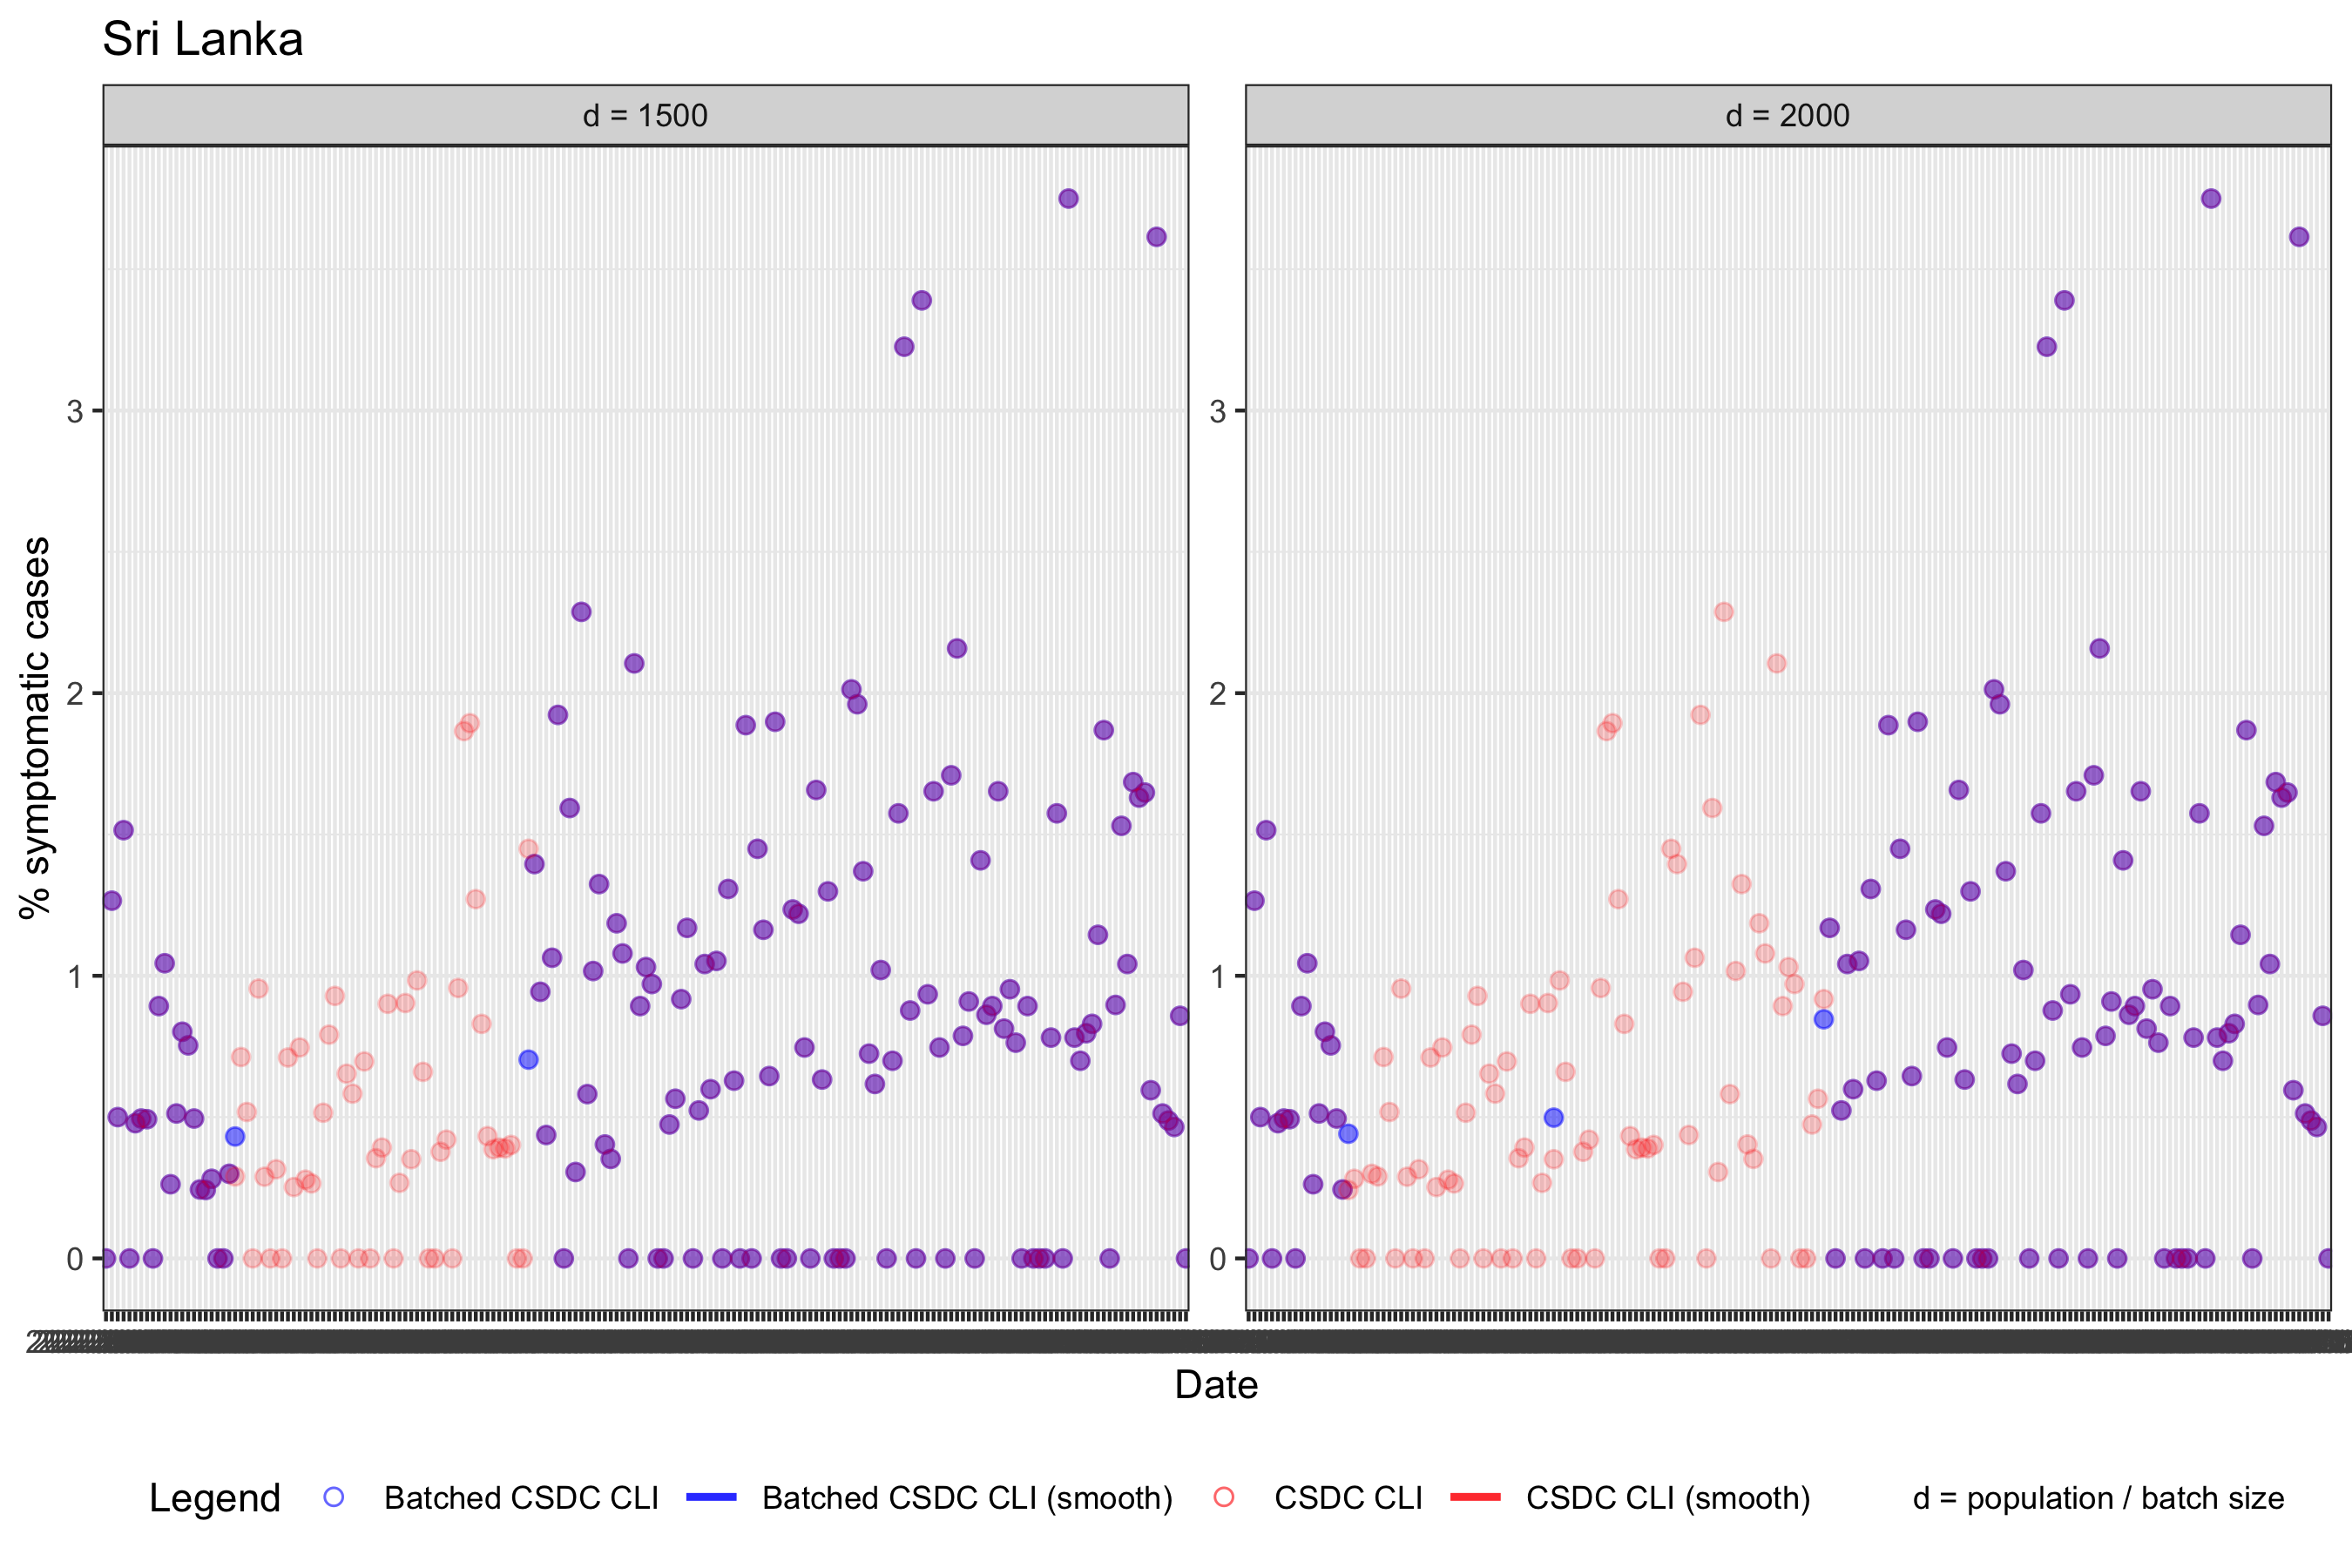 Sri Lanka
d = 1500
d = 2000
% symptomatic cases
3
2
1
0
3
2
1
0
Date
Legend
Batched CSDC CLI
Batched CSDC CLI (smooth)
CSDC CLI
CSDC CLI (smooth)
d = population / batch size